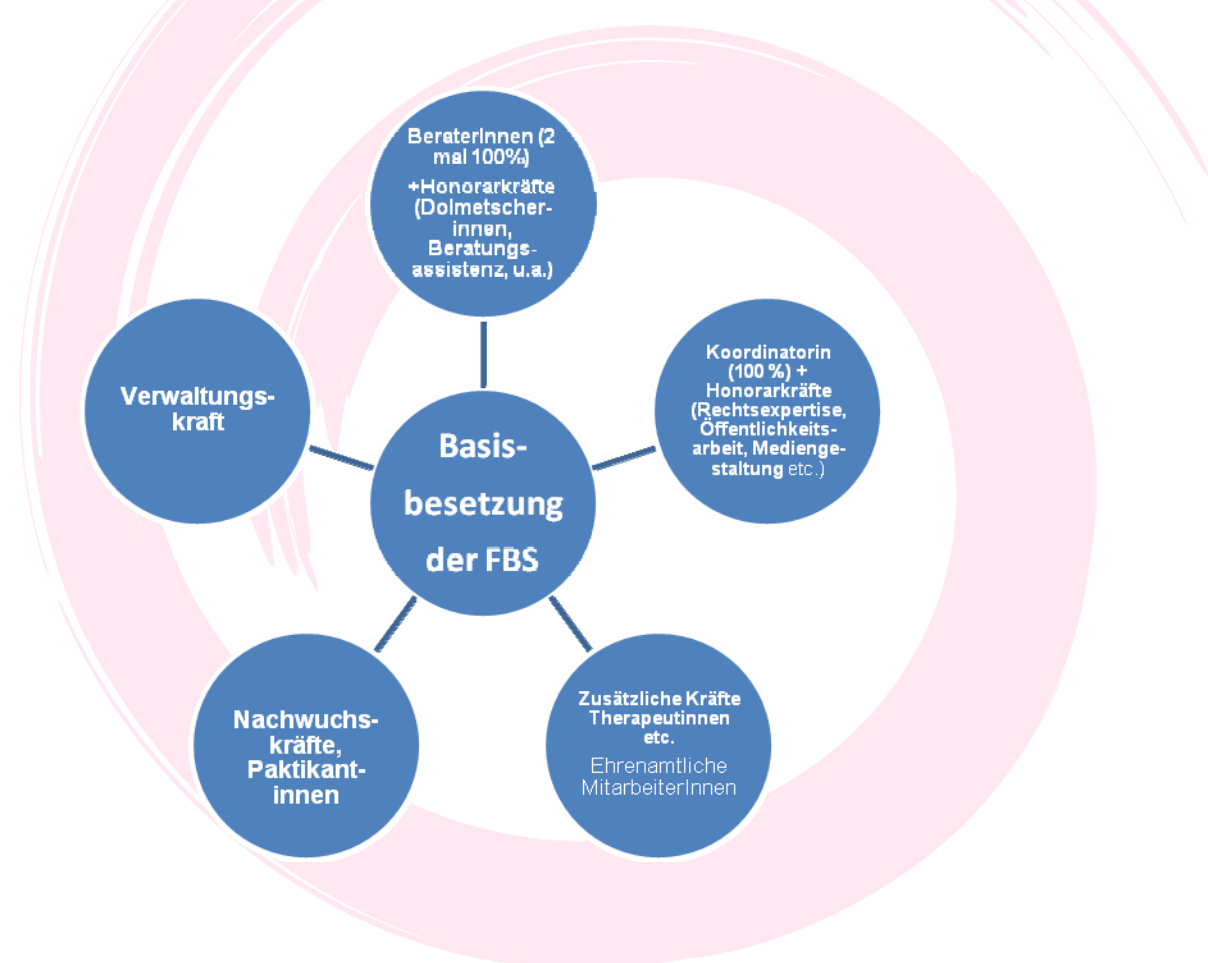 BeraterInnen (2
mal 100%)
+Honorarkräfte
(Dolmetscher-
innen,
Beratungs-
assistenz, u.a.)
Koordinatorin
(100 %) +
Honorarkräfte
(Rechtsexpertise,
Öffentlichkeits-
arbeit, Medienge-
staltung etc.)
Verwaltungs-
kraft
Basis-
besetzung
der FBS
Nachwuchs-
kräfte,
Paktikant-
innen
Zusätzliche Kräfte
Therapeutinnen
etc.
Ehrenamtliche
MitarbeiterInnen